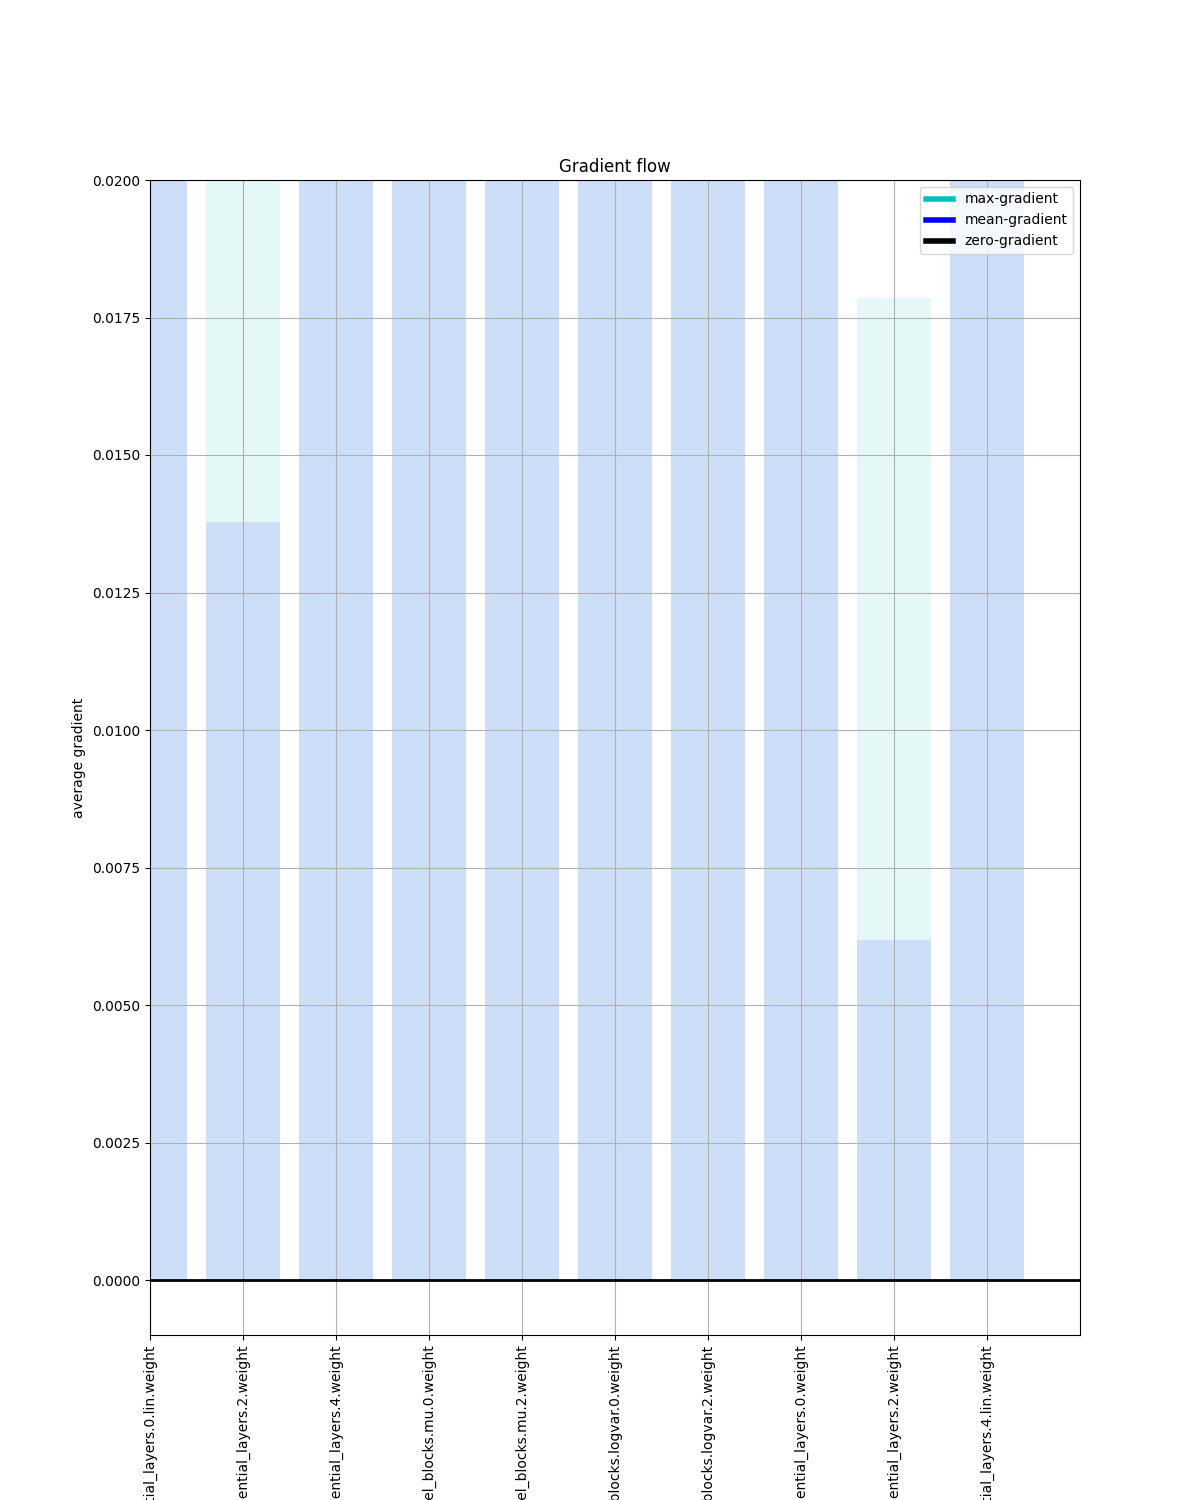 Gradient flow
max-gradient
mean-gradient
zero-gradient
0.0200
0.0175
0.0150
0.0125
0.0100
0.0075
0.0050
0.0025
0.0000
average gradient
tial_layers.0.lin.weight
ential_layers.2.weight
ential_layers.4.weight
el_blocks.mu.0.weight
el_blocks.mu.2.weight
blocks.logvar.0.weight
blocks.logvar.2.weight
ential_layers.0.weight
ential_layers.2.weight
tial_layers.4.lin.weight